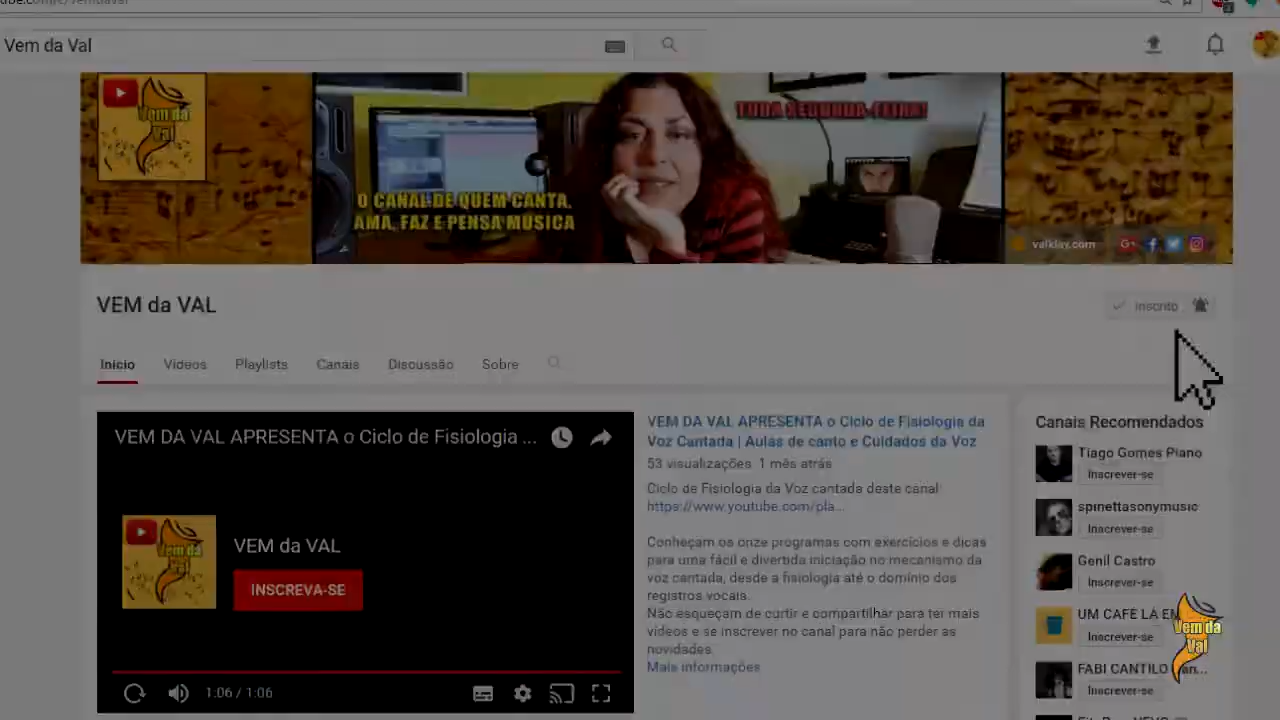 Vem da Val
Vem da
Val
TODA SEGUNDA-FEIRA!
O CANAL DE QUEM CANTA,
AMA, FAZ E PENSA MÚSICA
valklay.com
G+
VEM da VAL
Inscrito
Início Vídeos Playlists Canais Discussão Sobre
VEM DA VAL APRESENTA o Ciclo de Fisiologia ...
Vem da
Val
VEM da VAL
INSCREVA-SE
1:06 / 1:06
VEM DA VAL APRESENTA o Ciclo de Fisiologia da
Voz Cantada | Aulas de canto e Cuidados da Voz
53 visualizações 1 mês atrás
Ciclo de Fisiologia da Voz cantada deste canal
https://www.youtube.com/pla...
Conheçam os onze programas com exercícios e dicas
para uma fácil e divertida iniciação no mecanismo da
voz cantada, desde a fisiologia até o domínio dos
registros vocais.
Não esqueçam de curtir e compartilhar para ter mais
vídeos e se inscrever no canal para não perder as
novidades.
Mais informações
Canais Recomendados
Tiago Gomes Piano
Inscrever-se
spinettasonymusic
Inscrever-se
Genil Castro
Inscrever-se
UM CAFÉ LÁ EM
Inscrever-se
FABI CANTILO
Inscrever-se
Vem da
Val